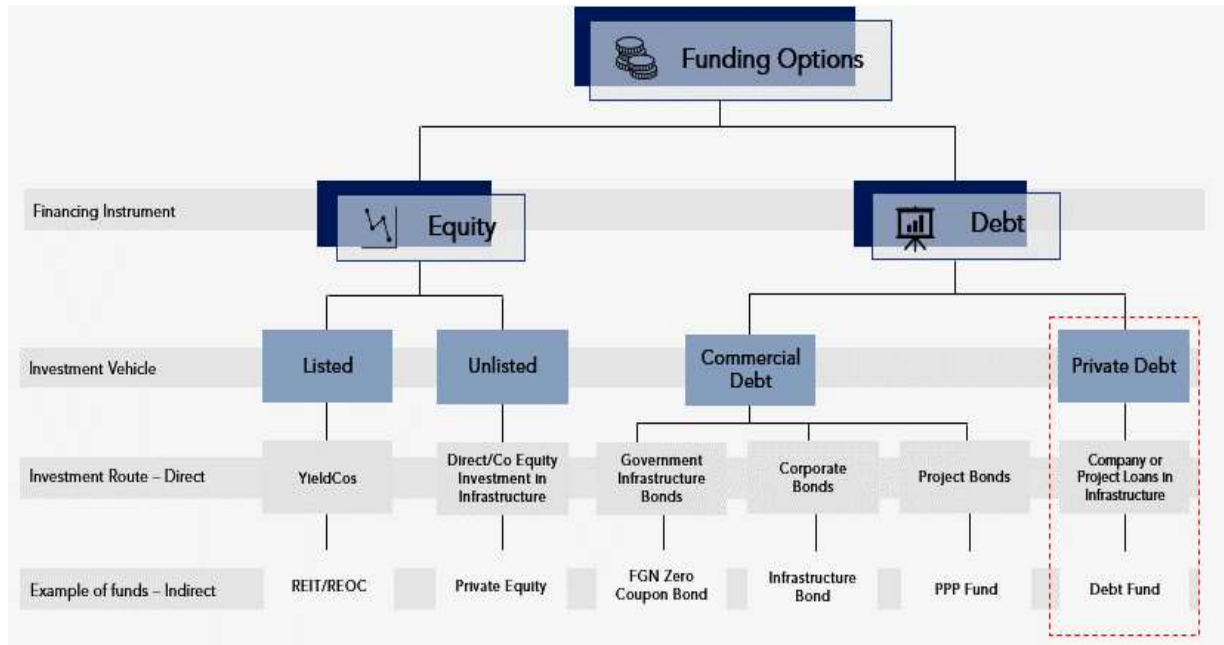 Funding Options
Financing Instrument
Equity
Debt
Investment Vehicle
Listed
Unlisted
Commercial
Debt
Private Debt
Investment Route – Direct
YieldCos
Direct/Co Equity
Investment in
Infrastructure
Government
Infrastructure
Bonds
Corporate
Bonds
Project Bonds
Company or
Project Loans in
Infrastructure
Example of funds – Indirect
REIT/REOC
Private Equity
FGN Zero
Coupon Bond
Infrastructure
Bond
PPP Fund
Debt Fund